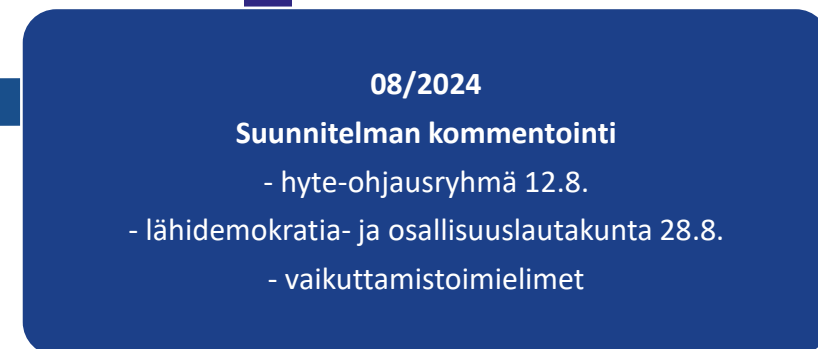 08/2024
Suunnitelman kommentointi
- hyte-ohjausryhmä 12.8.
- lähidemokratia- ja osallisuuslautakunta 28.8.
- vaikuttamistoimielimet